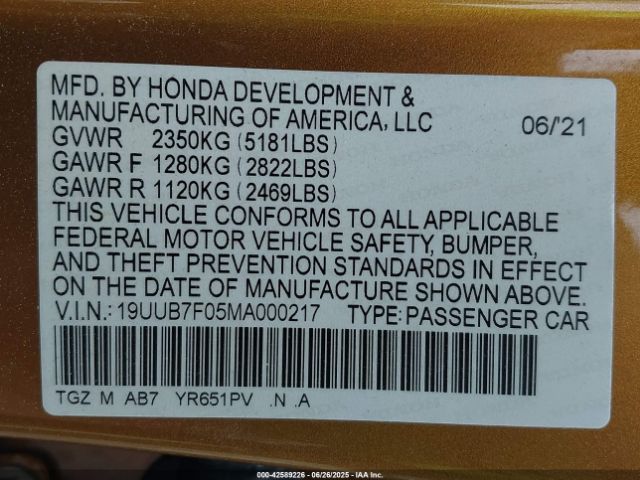 MFD. BY HONDA DEVELOPMENT &
MANUFACTURING OF AMERICA, LLC 06/'21
GVWR 2350KG (5181LBS)
GAWR F 1280KG (2822LBS)
GAWR R 1120KG (2469LBS)
THIS VEHICLE CONFORMS TO ALL APPLICABLE
FEDERAL MOTOR VEHICLE SAFETY, BUMPER,
AND THEFT PREVENTION STANDARDS IN EFFECT
ON THE DATE OF MANUFACTURE SHOWN ABOVE.
V.I.N.: 19UUB7F05MA000217 TYPE: PASSENGER CAR
TGZ M AB7 YR651PV .N .A
000-42589226 - 06/26/2025 - IAA Inc.